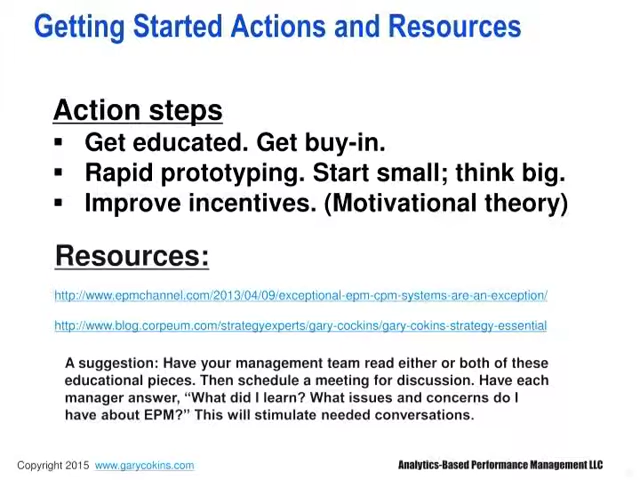 Getting Started Actions and Resources
Action steps
▪ Get educated. Get buy-in.
▪ Rapid prototyping. Start small; think big.
▪ Improve incentives. (Motivational theory)
Resources:
http://www.epmchannel.com/2013/04/09/exceptional-epm-cpm-systems-are-an-exception/
http://www.blog.corpeum.com/strategyexperts/gary-cockins/gary-cokins-strategy-essential
A suggestion: Have your management team read either or both of these
educational pieces. Then schedule a meeting for discussion. Have each
manager answer, “What did I learn? What issues and concerns do I
have about EPM?” This will stimulate needed conversations.
Copyright 2015 www.garycokins.com
Analytics-Based Performance Management LLC